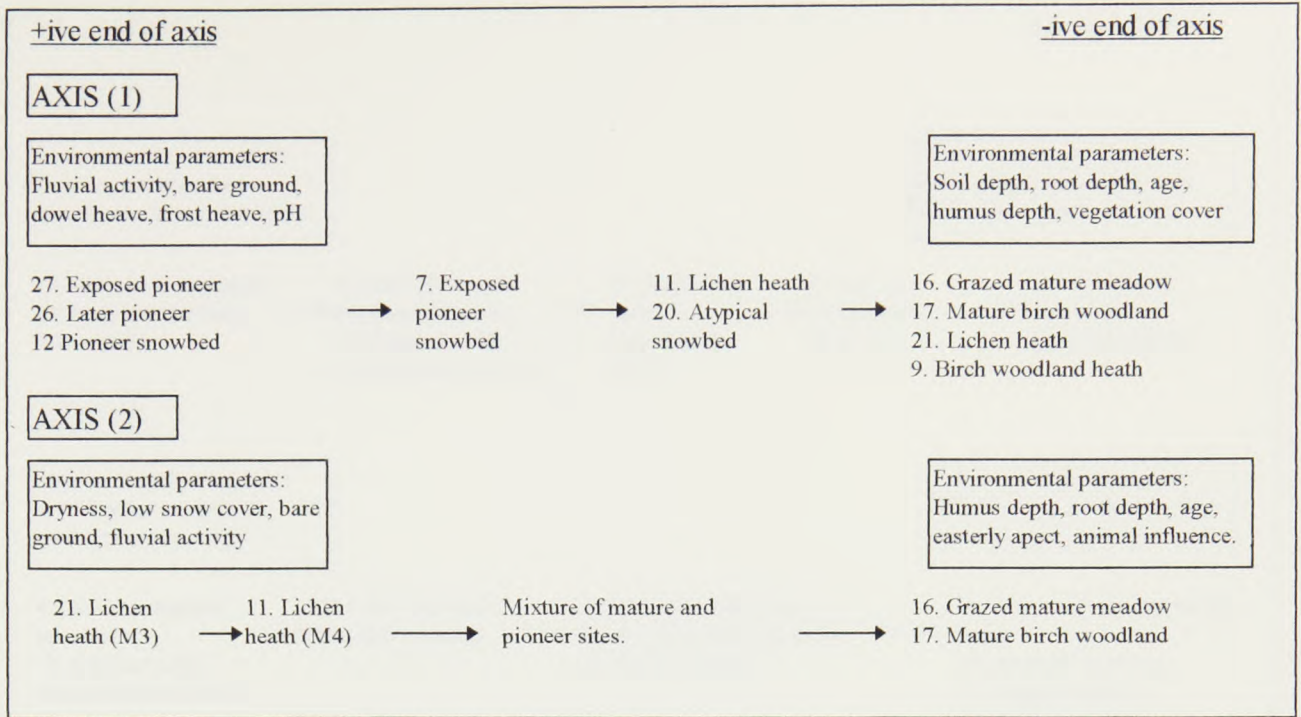 +ive end of axis
-ive end of axis
AXIS (1)
Environmental parameters:
Fluvial activity, bare ground,
dowel heave, frost heave, pH
Environmental parameters:
Soil depth, root depth, age,
humus depth, vegetation cover
27. Exposed pioneer
26. Later pioneer
12 Pioneer snowbed
7. Exposed
pioneer
snowbed
11. Lichen heath
20. Atypical
snowbed
16. Grazed mature meadow
17. Mature birch woodland
21. Lichen heath
9. Birch woodland heath
AXIS (2)
Environmental parameters:
Dryness, low snow cover, bare
ground, fluvial activity
Environmental parameters:
Humus depth, root depth, age,
easterly apect, animal influence.
21. Lichen
heath (M3)
11. Lichen
heath (M4)
Mixture of mature and
pioneer sites.
16. Grazed mature meadow
17. Mature birch woodland